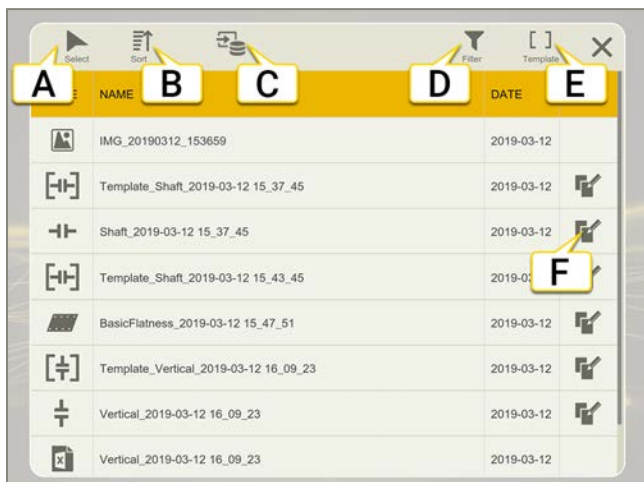 Select
Sort
Filter
Template
A
B
C
D
E
E
NAME
DATE
IMG_20190312_153659
2019-03-12
Template_Shaft_2019-03-12 15_37_45
2019-03-12
Shaft_2019-03-12 15_37_45
2019-03-12
F
Template_Shaft_2019-03-12 15_43_45
2019-0
BasicFlatness_2019-03-12 15_47_51
2019-03-12
Template_Vertical_2019-03-12 16_09_23
2019-03-12
Vertical_2019-03-12 16_09_23
2019-03-12
Vertical_2019-03-12 16_09_23
2019-03-12